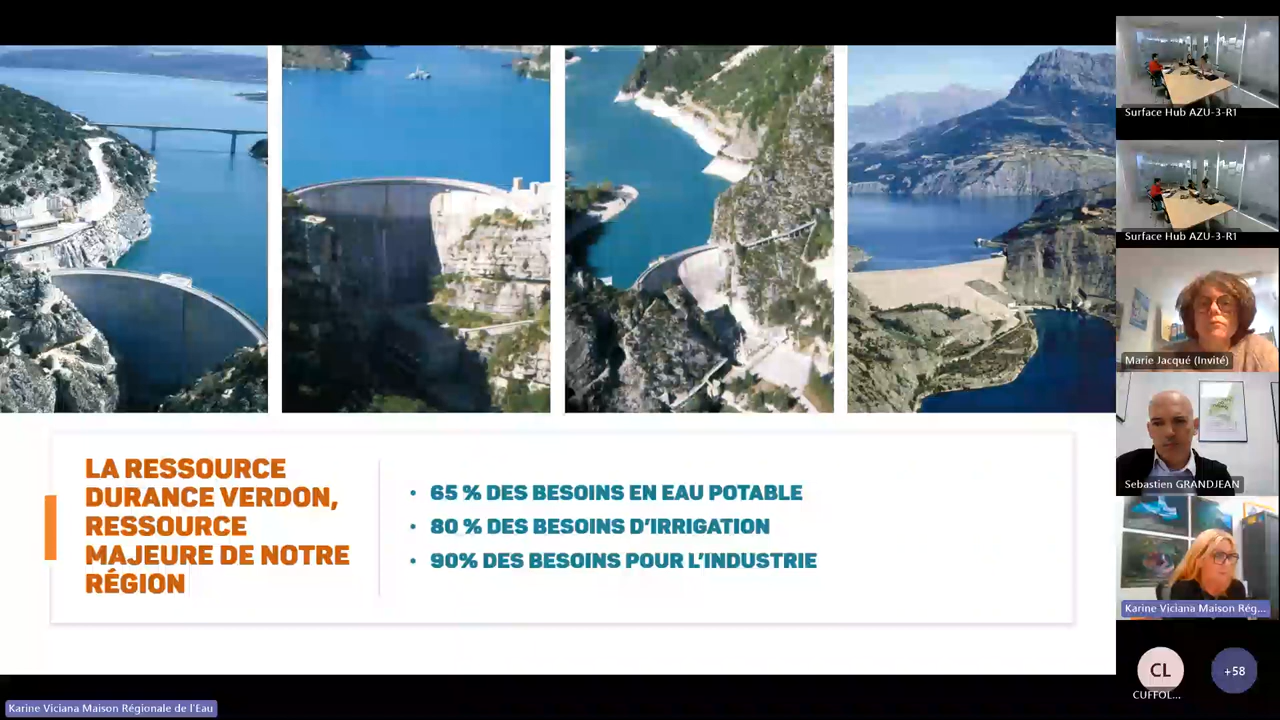 LA RESSOURCE
DURANCE VERDON,
RESSOURCE
MAJEURE DE NOTRE
RÉGION
• 65 % DES BESOINS EN EAU POTABLE
• 80 % DES BESOINS D'IRRIGATION
• 90% DES BESOINS POUR L'INDUSTRIE
Surface Hub AZU-3-R1
Surface Hub AZU-3-R1
Marie Jacqué (Invité)
Sebastien GRANDJEAN
Karine Viciana Maison Rég...
CL
+58
CUFFOL...
Karine Viciana Maison Régionale de l'Eau